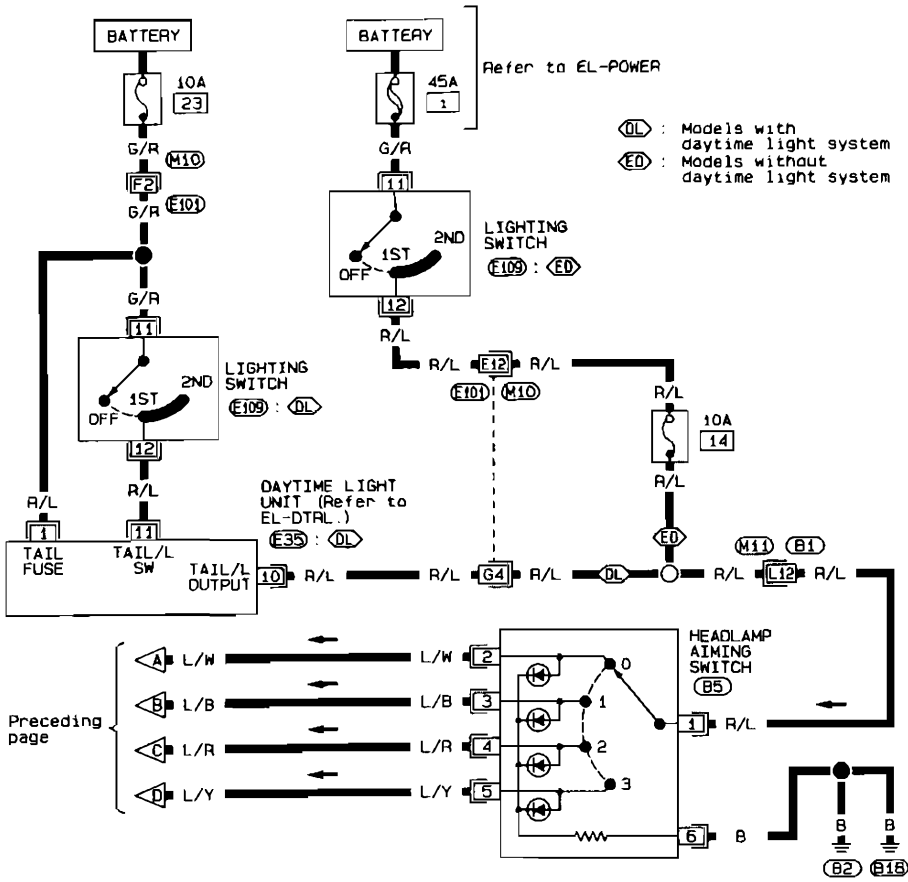 BATTERY
BATTERY
Refer to EL-POWER
10A
23
45A
1
DL : Models with
daytime light system
ED : Models without
daytime light system
G/R
M10
F2
G/R
E101
G/R
11
LIGHTING
SWITCH
E109 : ED
OFF
1ST
2ND
12
R/L
G/R
11
LIGHTING
SWITCH
E109 : DL
OFF
1ST
2ND
12
R/L
E12
R/L
E101
M10
R/L
10A
14
R/L
ED
R/L
R/L
DAYTIME LIGHT
UNIT (Refer to
EL-DTRL.)
E35 : DL
1
11
TAIL
FUSE
TAIL/L
SW
TAIL/L
OUTPUT
10
R/L
R/L
G4
R/L
DL
R/L
L12
R/L
M11
B1
HEADLAMP
AIMING
SWITCH
B5
Preceding
page
A
L/W
L/W
2
0
B
L/B
L/B
3
1
C
L/R
L/R
4
2
D
L/Y
L/Y
5
3
1
R/L
6
B
B
B
B2
B18